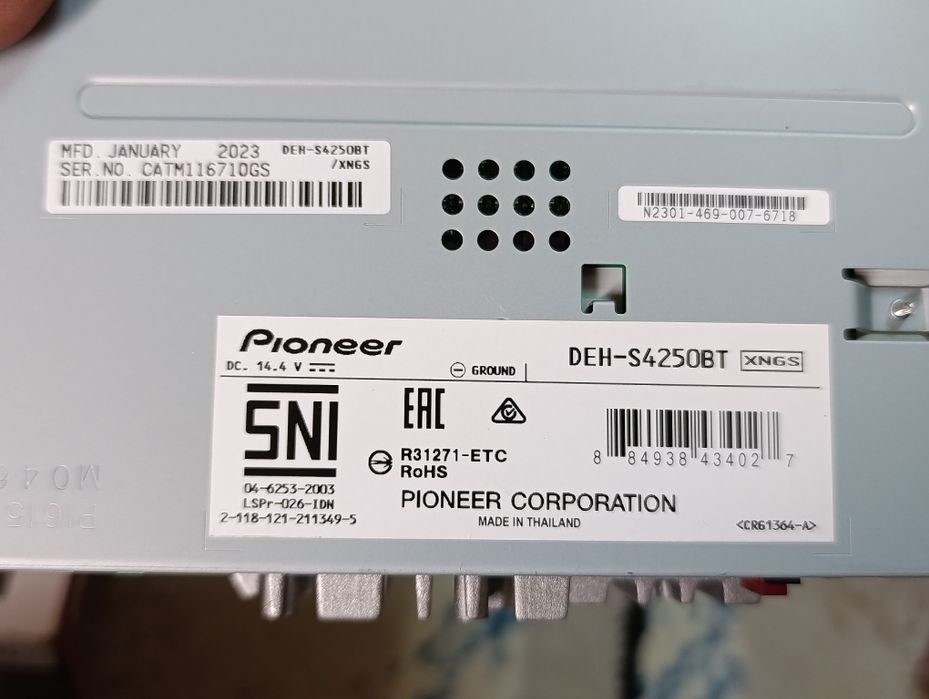 MFD. JANUARY 2023 DEH-S4250BT
/XNGS
SER.NO. CATM116710GS
N2301-469-007-6718
Pioneer
DC. 14.4 V
GROUND
DEH-S4250BT XNGS
SNI
04-6253-2003
LSPr-026-IDN
2-118-121-211349-5
EAC
R31271-ETC
RoHS
PIONEER CORPORATION
MADE IN THAILAND
8 84938 43402 7
<CRG1364-A>